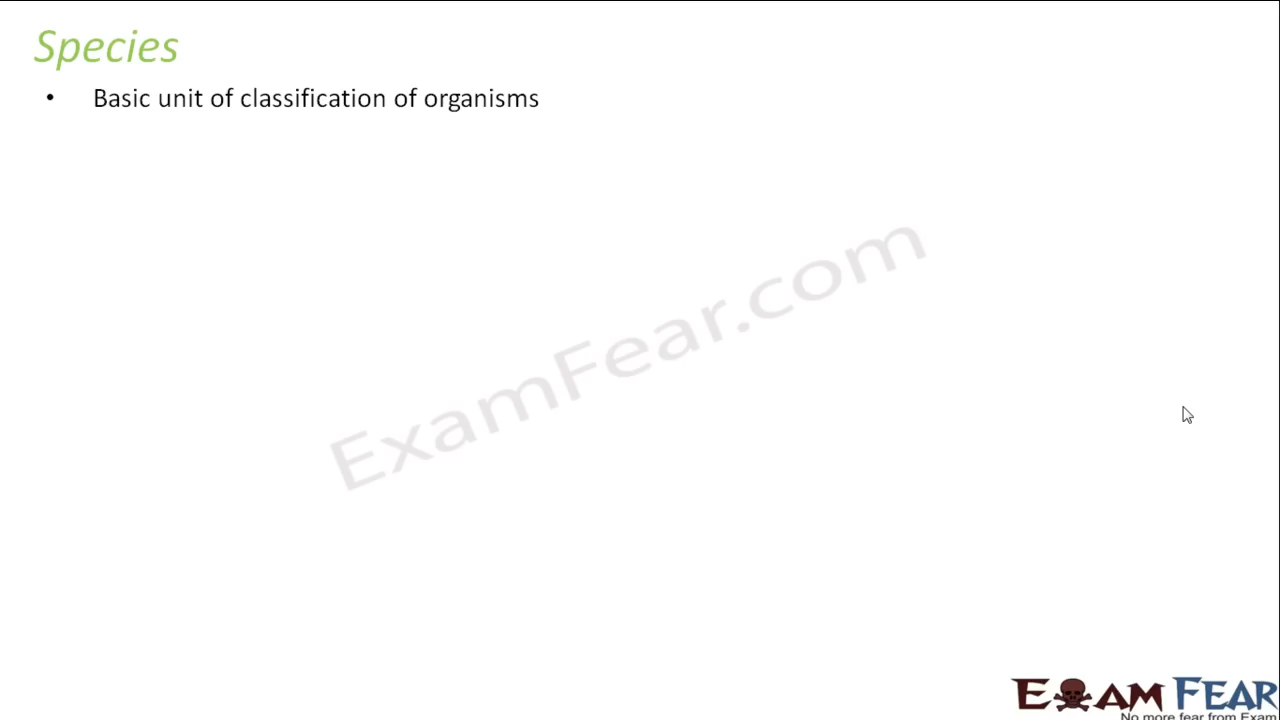 Species
• Basic unit of classification of organisms
ExamFear.com
EXAM FEAR
No more fear from Exam